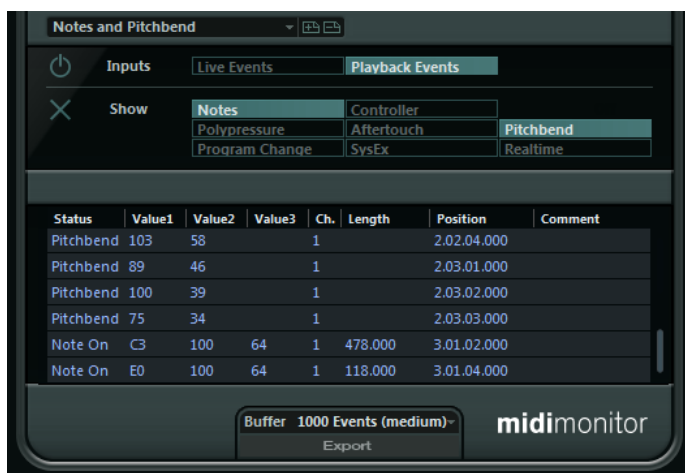 Notes and Pitchbend
Inputs Live Events Playback Events
Show Notes Controller
Polypressure Aftertouch Pitchbend
Program Change SysEx Realtime
Status Value1 Value2 Value3 Ch. Length Position Comment
Pitchbend 103 58 1 2.02.04.000
Pitchbend 89 46 1 2.03.01.000
Pitchbend 100 39 1 2.03.02.000
Pitchbend 75 34 1 2.03.03.000
Note On C3 100 64 1 478.000 3.01.02.000
Note On E0 100 64 1 118.000 3.01.04.000
Buffer 1000 Events (medium)
Export
midimonitor